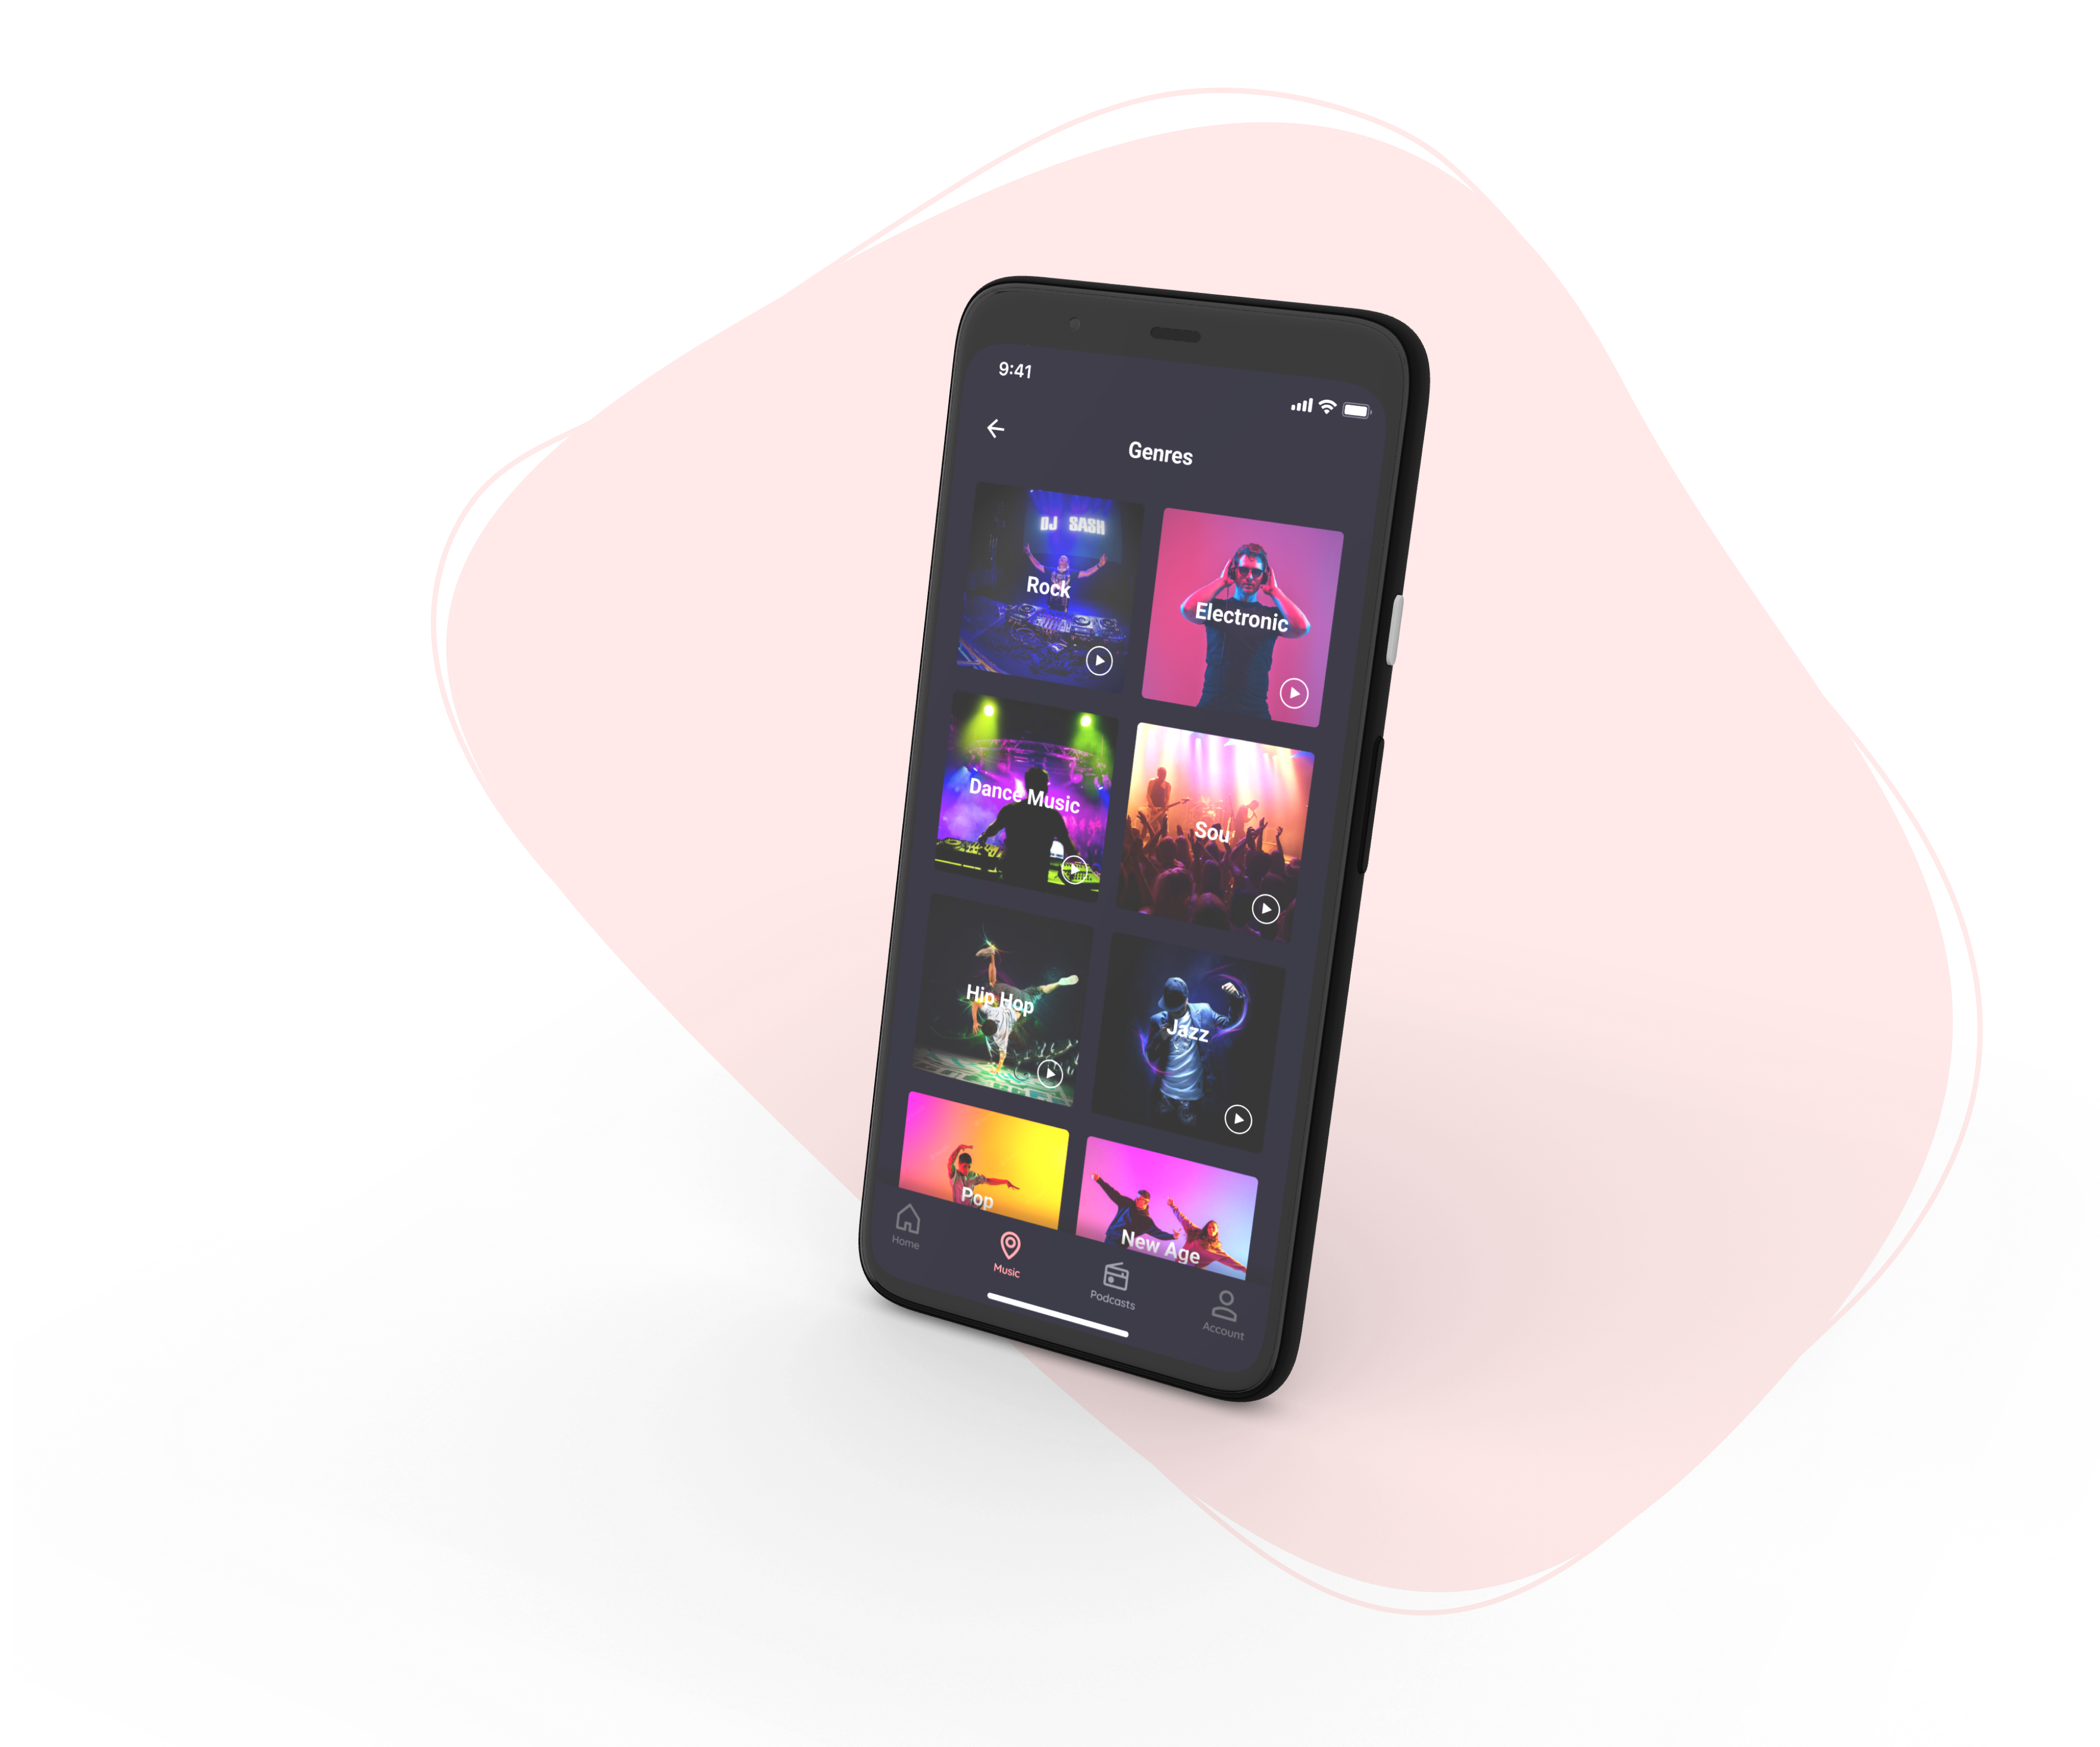 9:41
Genres
DJ SASH
Rock
Electronic
Dance Music
Sou
Hip Hop
Jazz
Pop
New Age
Home
Music
Podcasts
Account